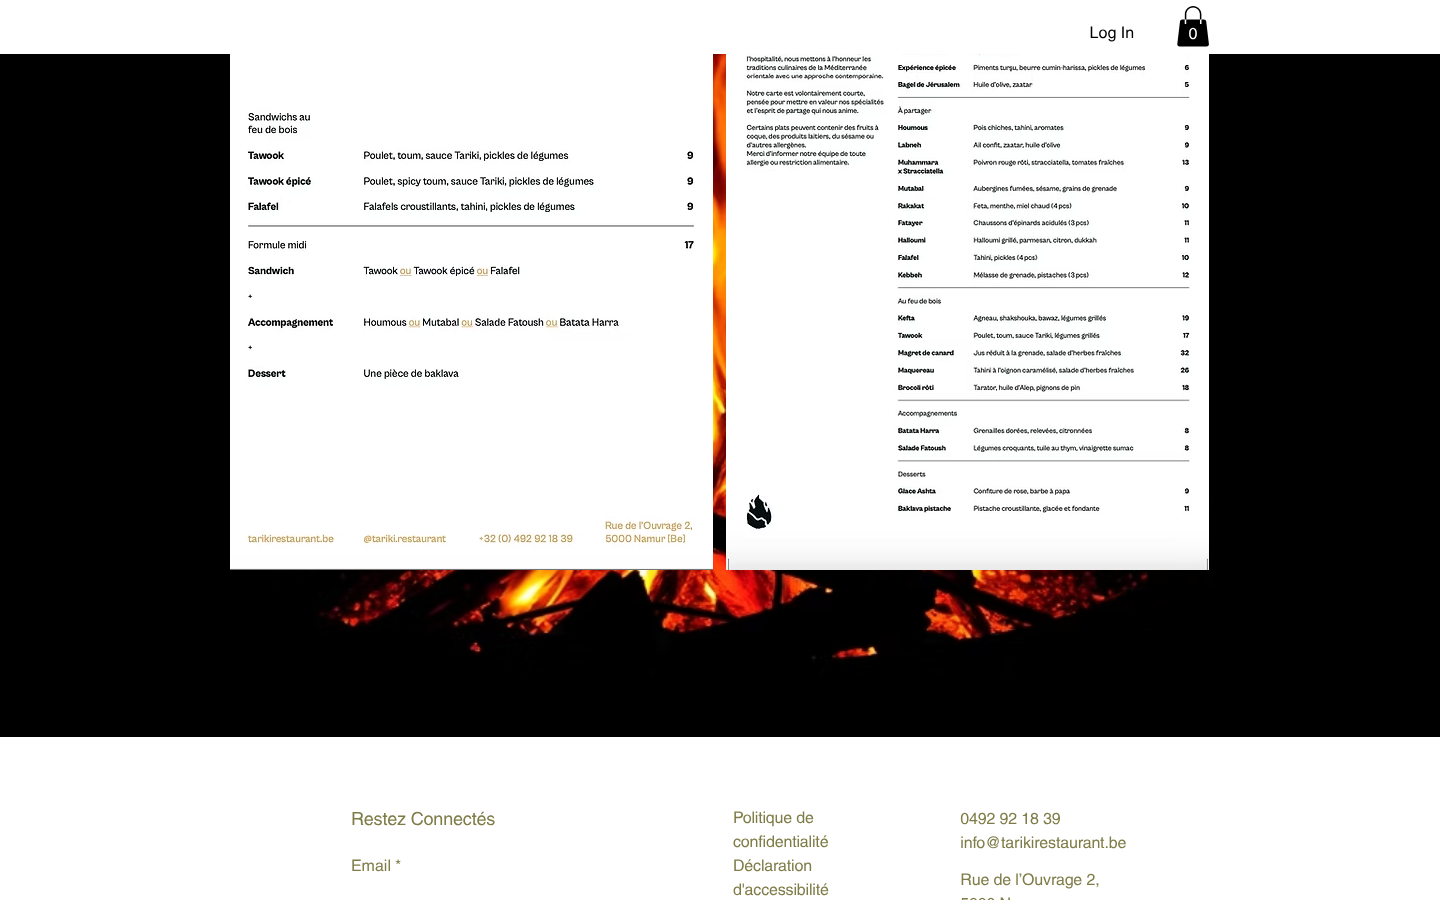 Log In
0
Sandwichs au
feu de bois
Tawook Poulet, toum, sauce Tariki, pickles de légumes 9
Tawook épicé Poulet, spicy toum, sauce Tariki, pickles de légumes 9
Falafel Falafels croustillants, tahini, pickles de légumes 9
Formule midi 17
Sandwich Tawook ou Tawook épicé ou Falafel
+
Accompagnement Houmous ou Mutabal ou Salade Fatoush ou Batata Harra
+
Dessert Une pièce de baklava
tarikirestaurant.be @tariki.restaurant +32 (0) 492 92 18 39 Rue de l'Ouvrage 2,
5000 Namur (Be)
l'hospitalité, nous mettons à l'honneur les
traditions culinaires de la Méditerranée
orientale avec une approche contemporaine.
Notre carte est volontairement courte,
pensée pour mettre en valeur nos spécialités
et l'esprit de partage qui nous anime.
Certains plats peuvent contenir des fruits à
coque, des produits laitiers, du sésame ou
d'autres allergènes.
Merci d'informer notre équipe de toute
allergie ou restriction alimentaire.
Expérience épicée Piments turşu, beurre cumin-harissa, pickles de légumes 6
Bagel de Jérusalem Huile d'olive, zaatar 5
À partager
Houmous Pois chiches, tahini, aromates 9
Labneh Ail confit, zaatar, huile d'olive 9
Muhammara Poivron rouge rôti, stracciatella, tomates fraîches 13
x Stracciatella
Mutabal Aubergines fumées, sésame, grains de grenade 9
Rakakat Feta, menthe, miel chaud (4 pcs) 10
Fatayer Chaussons d'épinards acidulés (3 pcs) 11
Halloumi Halloumi grillé, parmesan, citron, dukkah 11
Falafel Tahini, pickles (4 pcs) 10
Kebbeh Mélasse de grenade, pistaches (3 pcs) 12
Au feu de bois
Kefta Agneau, shakshouka, bawaz, légumes grillés 19
Tawook Poulet, toum, sauce Tariki, légumes grillés 17
Magret de canard Jus réduit à la grenade, salade d'herbes fraîches 32
Maquereau Tahini à l'oignon caramélisé, salade d'herbes fraîches 26
Brocoli rôti Tarator, huile d'Alep, pignons de pin 18
Accompagnements
Batata Harra Grenailles dorées, relevées, citronnées 8
Salade Fatoush Légumes croquants, tuile au thym, vinaigrette sumac 8
Desserts
Glace Ashta Confiture de rose, barbe à papa 9
Baklava pistache Pistache croustillante, glacée et fondante 11
Restez Connectés
Email *
Politique de
confidentialité
Déclaration
d'accessibilité
0492 92 18 39
info@tarikirestaurant.be
Rue de l'Ouvrage 2,